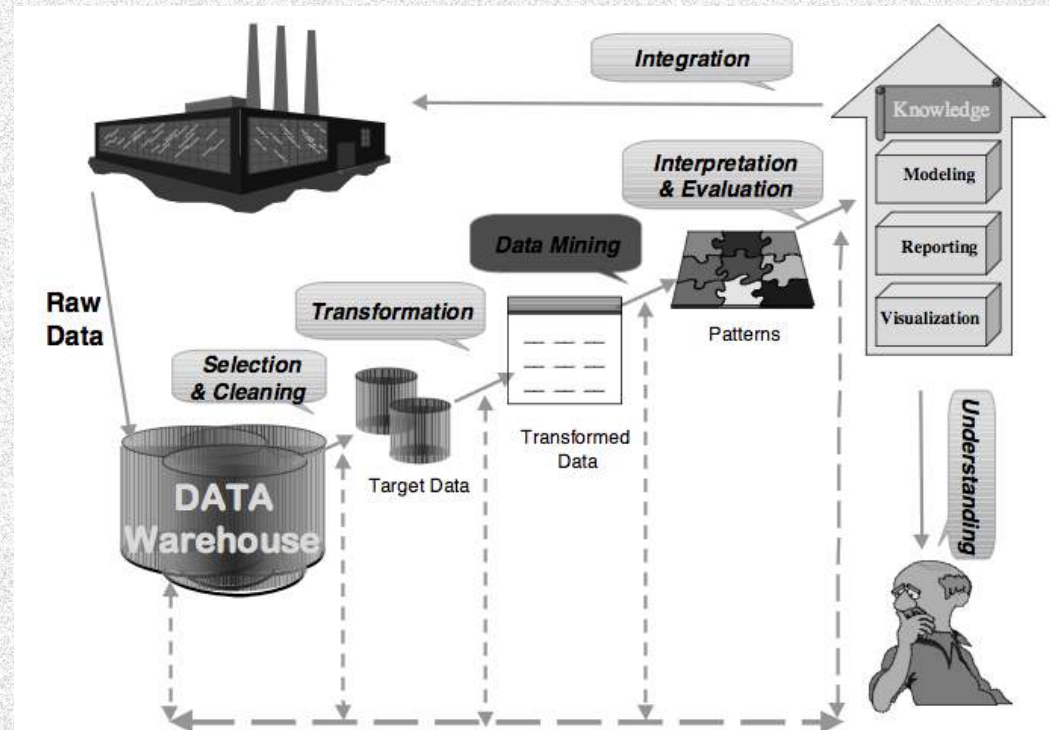 Integration
Knowledge
Modeling
Reporting
Visualization
Interpretation
& Evaluation
Data Mining
Patterns
Transformation
Transformed
Data
Raw
Data
Selection
& Cleaning
Target Data
DATA
Warehouse
Understanding